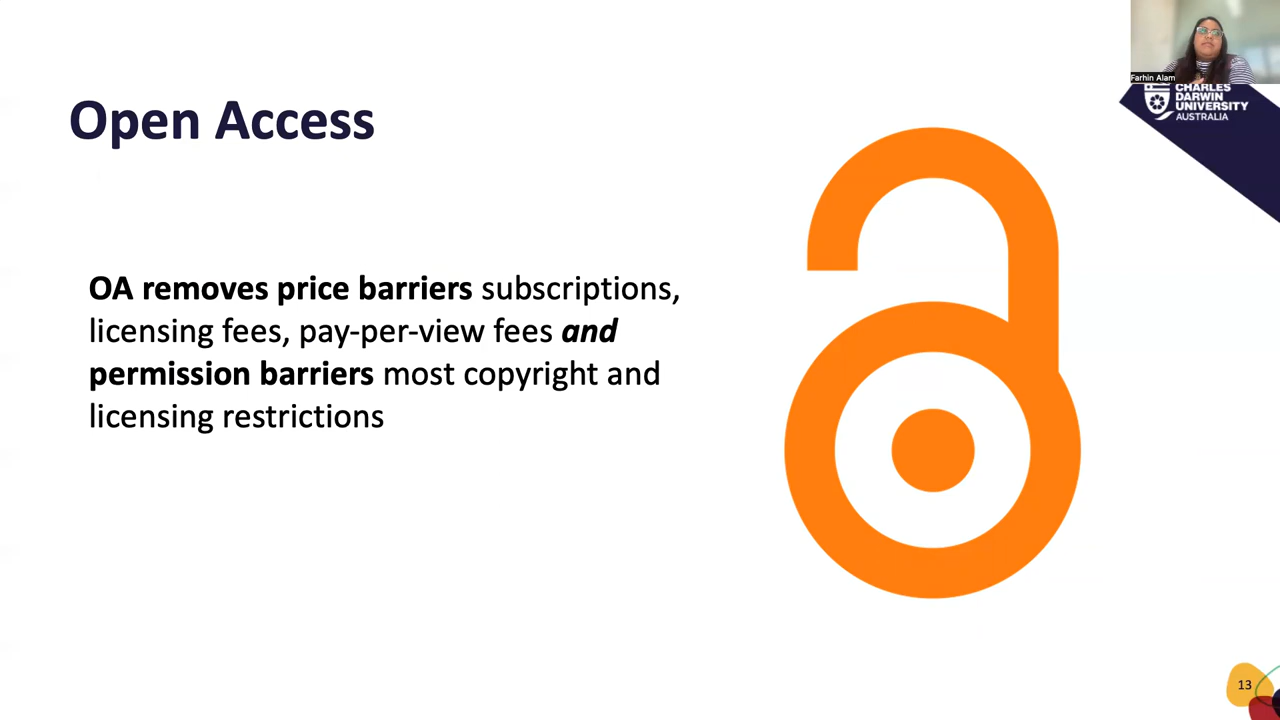 Farhin Alam
CHARLES
DARWIN
UNIVERSITY
AUSTRALIA
Open Access
OA removes price barriers subscriptions,
licensing fees, pay-per-view fees and
permission barriers most copyright and
licensing restrictions
13